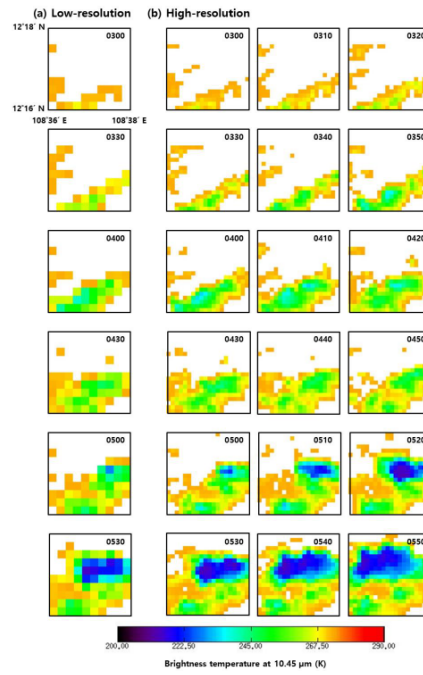 (a) Low-resolution (b) High-resolution
12°18′ N
0300 0300 0310 0320
12°16′ N
108°36′ E 108°38′ E
0330 0330 0340 0350
0400 0400 0410 0420
0430 0430 0440 0450
0500 0500 0510 0520
0530 0530 0540 0550
200,00 222,50 245,00 267,50 290,00
Brightness temperature at 10.45 μm (K)